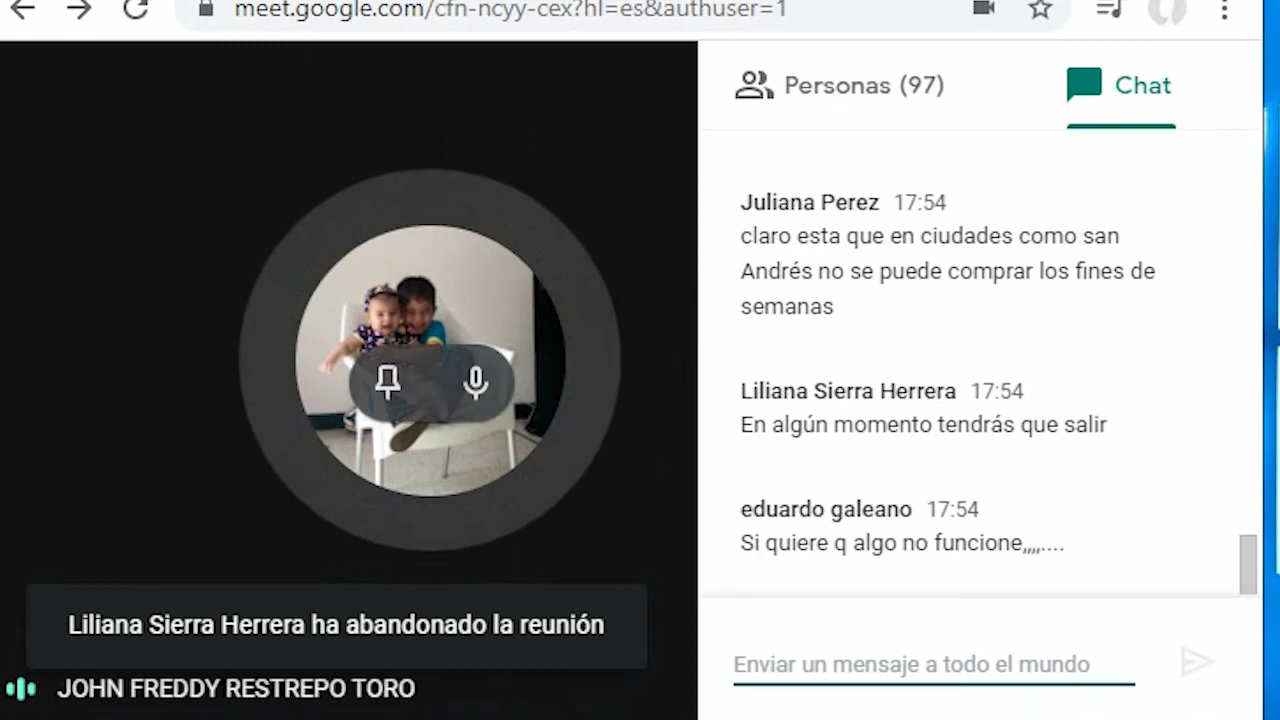 meet.google.com/cfn-ncyy-cex?hl=es&authuser=1
Personas (97)
Chat
Juliana Perez 17:54
claro esta que en ciudades como san
Andrés no se puede comprar los fines de
semanas
Liliana Sierra Herrera 17:54
En algún momento tendrás que salir
eduardo galeano 17:54
Si quiere q algo no funcione,,,,....
Liliana Sierra Herrera ha abandonado la reunión
Enviar un mensaje a todo el mundo
JOHN FREDDY RESTREPO TORO